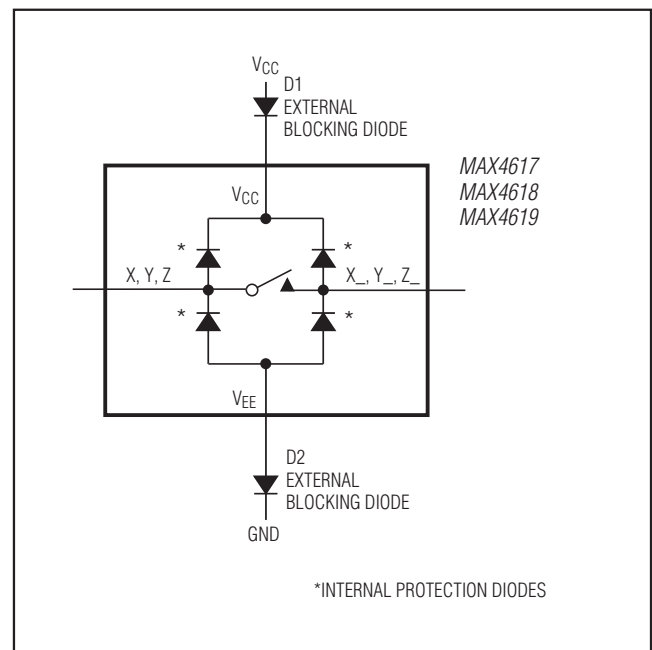 VCC
D1
EXTERNAL
BLOCKING DIODE
MAX4617
MAX4618
MAX4619
VCC
* *
X, Y, Z
X_, Y_, Z_
* *
VEE
D2
EXTERNAL
BLOCKING DIODE
GND
*INTERNAL PROTECTION DIODES